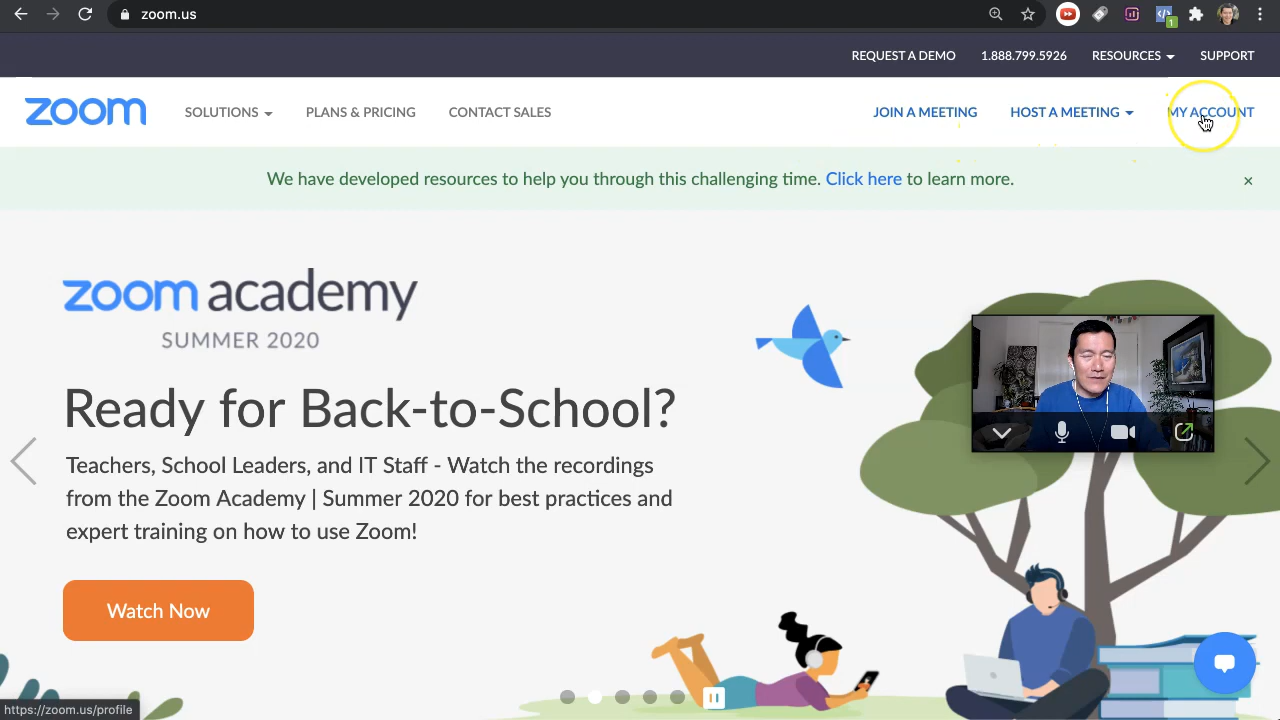 zoom.us
1
REQUEST A DEMO 1.888.799.5926 RESOURCES SUPPORT
zoom SOLUTIONS PLANS & PRICING CONTACT SALES JOIN A MEETING HOST A MEETING MY ACCOUNT
We have developed resources to help you through this challenging time. Click here to learn more. ×
zoom academy
SUMMER 2020
Ready for Back-to-School?
Teachers, School Leaders, and IT Staff - Watch the recordings
from the Zoom Academy | Summer 2020 for best practices and
expert training on how to use Zoom!
Watch Now
https://zoom.us/profile